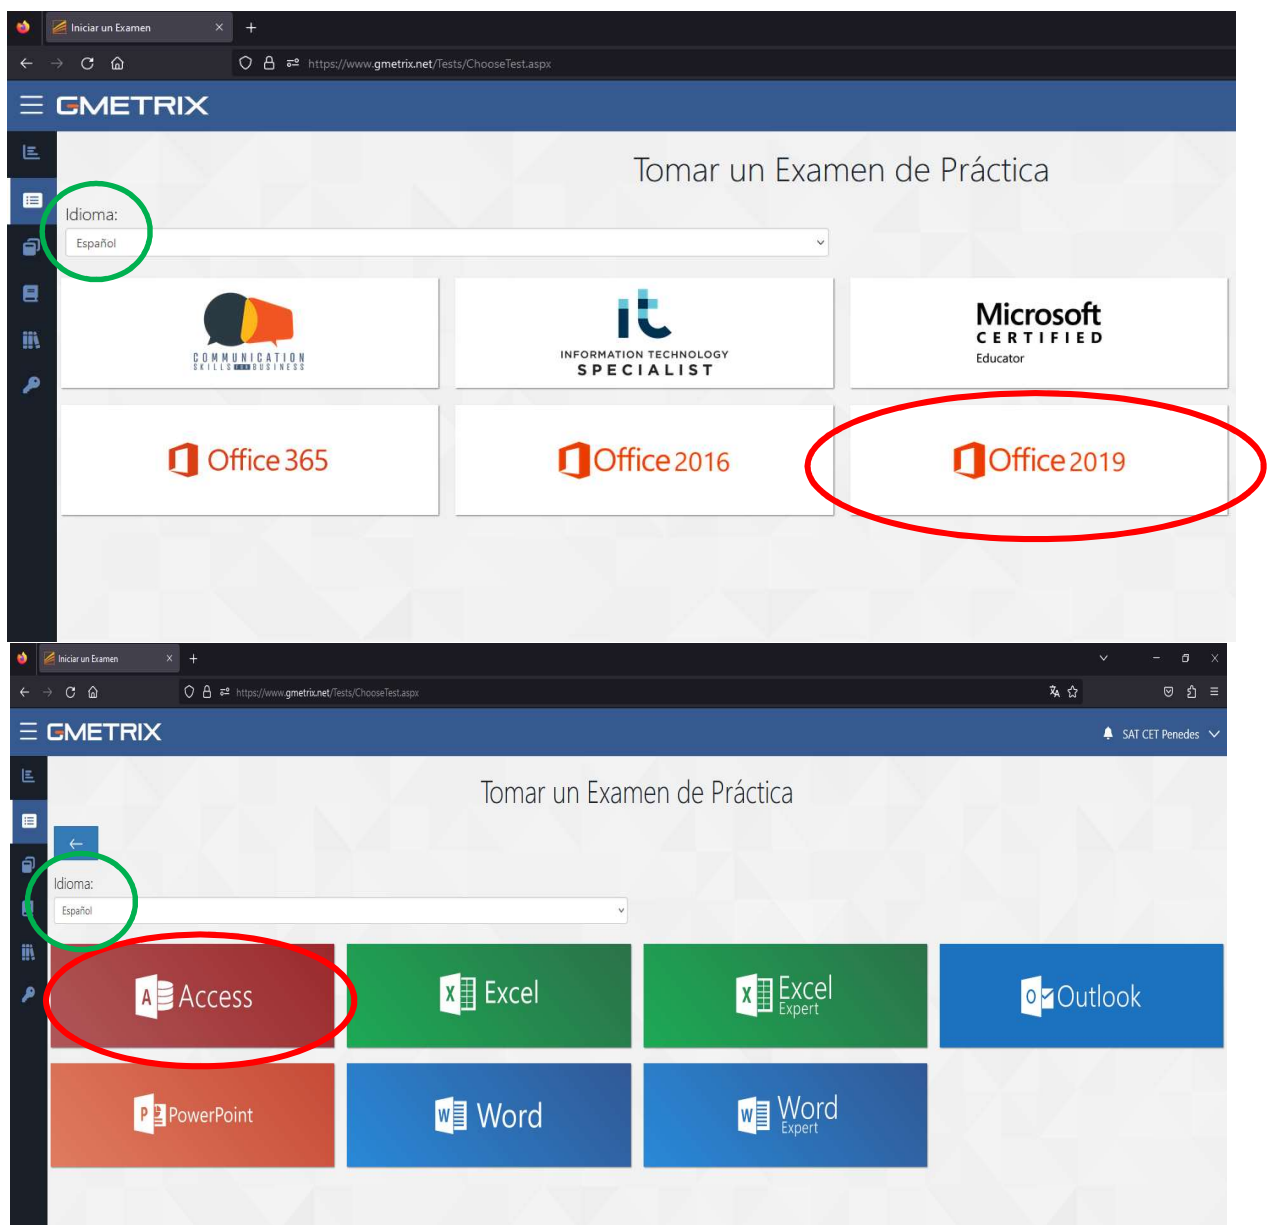 Iniciar un Examen
https://www.gmetrix.net/Tests/ChooseTest.aspx
GMETRIX
Tomar un Examen de Práctica
Idioma:
Español
COMMUNICATION
SKILLS FOR BUSINESS
it
INFORMATION TECHNOLOGY
SPECIALIST
Microsoft
CERTIFIED
Educator
Office 365
Office 2016
Office 2019
Iniciar un Examen
https://www.gmetrix.net/Tests/ChooseTest.aspx
GMETRIX
SAT CET Penedes
Tomar un Examen de Práctica
Idioma:
Español
A Access
X Excel
X Excel
Expert
O Outlook
P PowerPoint
W Word
W Word
Expert